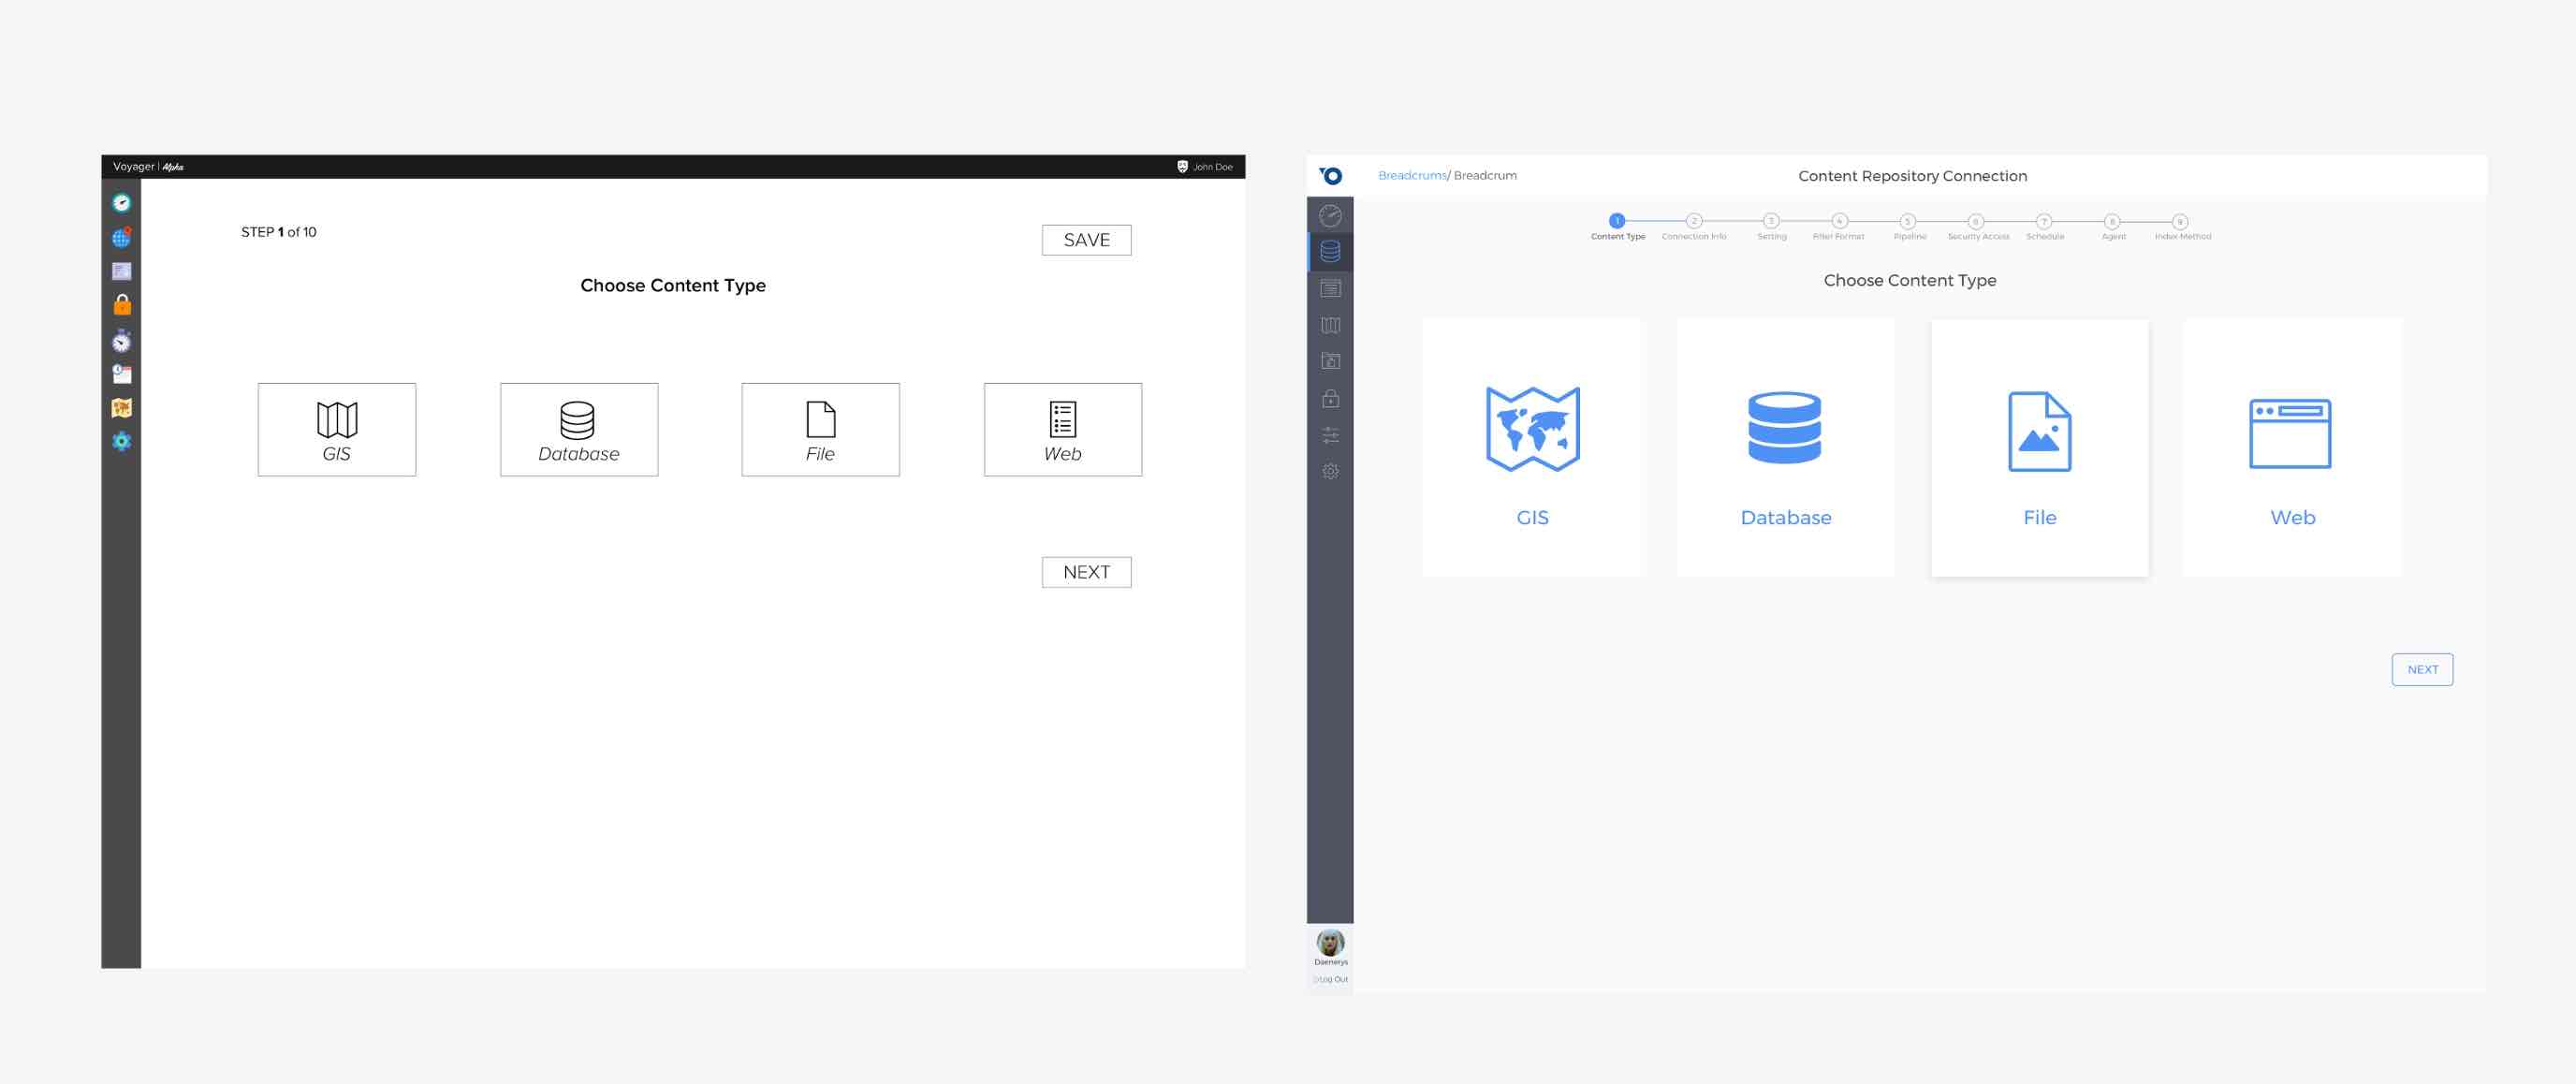 Voyager | Alpha
John Doe
STEP 1 of 10
SAVE
Choose Content Type
GIS
Database
File
Web
NEXT
Breadcrums/ Breadcrum
Content Repository Connection
1 2 3 4 5 6 7 8 9
Content Type Connection Info Setting Filter Format Pipeline Security Access Schedule Agent Index Method
Choose Content Type
GIS
Database
File
Web
NEXT
Daenerys
Log Out